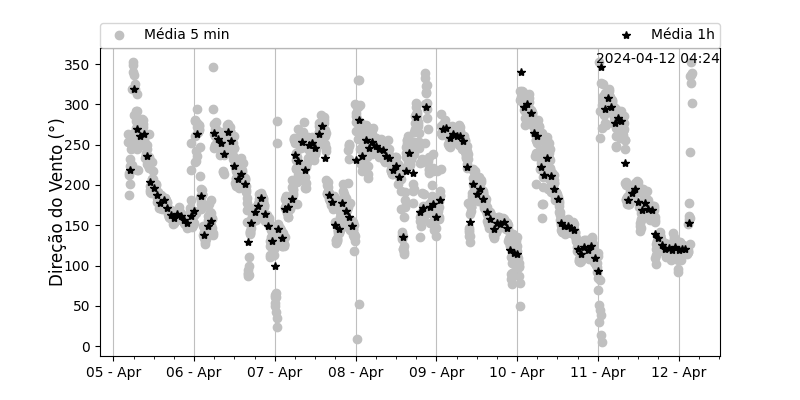 Média 5 min
Média 1h
2024-04-12 04:24
350
300
250
200
150
100
50
0
Direção do Vento (°)
05 - Apr
06 - Apr
07 - Apr
08 - Apr
09 - Apr
10 - Apr
11 - Apr
12 - Apr